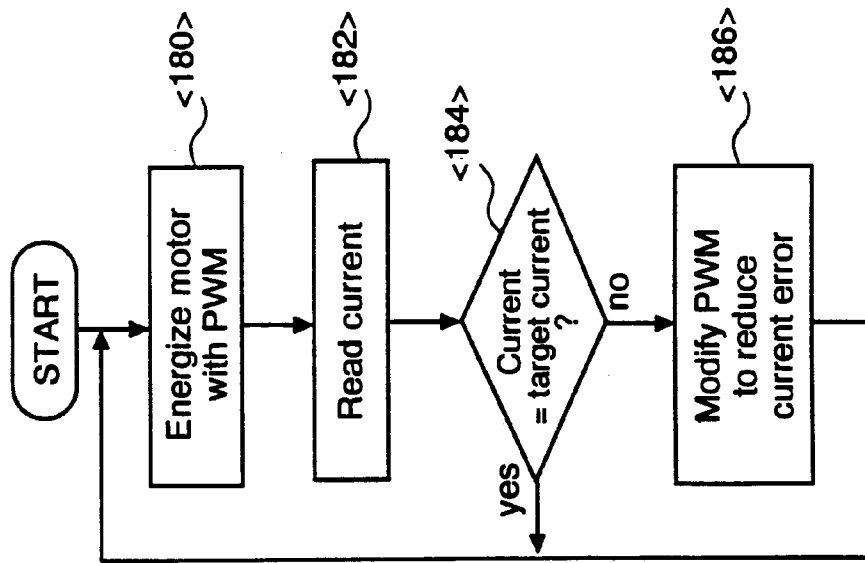 START
Energize motor
with PWM
<180>
Read current
<182>
Current
= target current
?
<184>
yes
no
Modify PWM
to reduce
current error
<186>